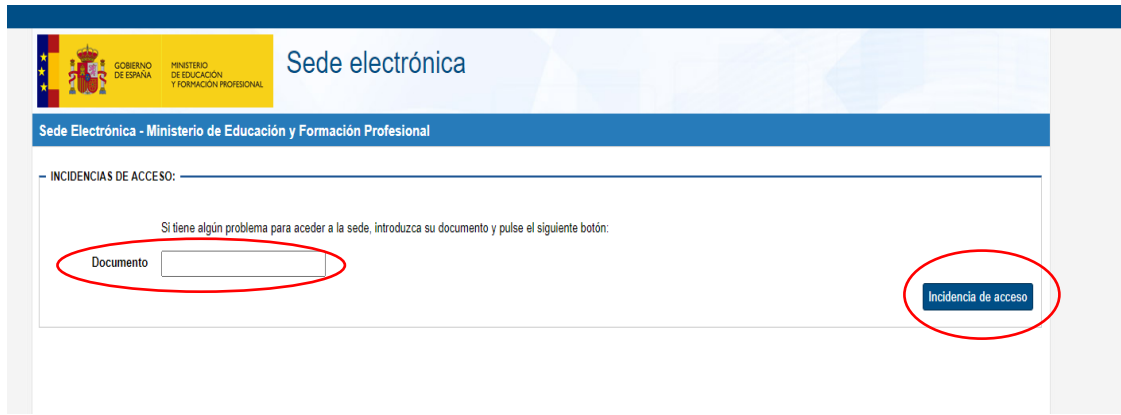 GOBIERNO
DE ESPAÑA
MINISTERIO
DE EDUCACIÓN
Y FORMACIÓN PROFESIONAL
Sede electrónica
Sede Electrónica - Ministerio de Educación y Formación Profesional
INCIDENCIAS DE ACCESO:
Si tiene algún problema para aceder a la sede, introduzca su documento y pulse el siguiente botón:
Documento
Incidencia de acceso